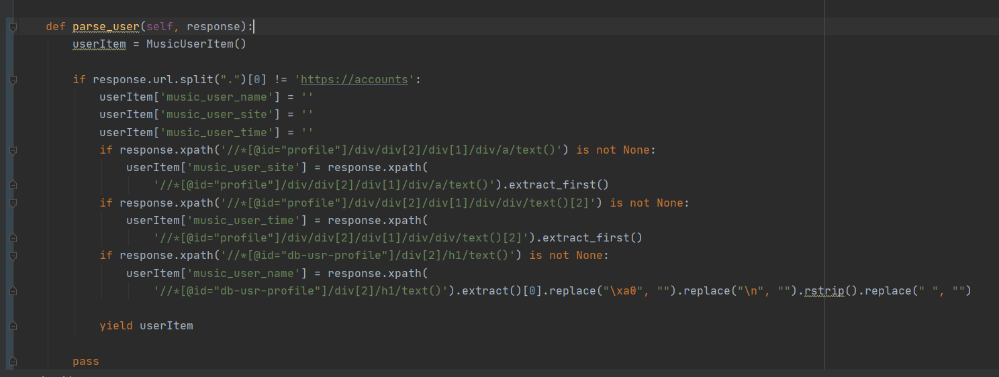 def parse_user(self, response):
userItem = MusicUserItem()
if response.url.split(".")[0] != 'https://accounts':
userItem['music_user_name'] = ''
userItem['music_user_site'] = ''
userItem['music_user_time'] = ''
if response.xpath('//*[@id="profile"]/div/div[2]/div[1]/div/a/text()') is not None:
userItem['music_user_site'] = response.xpath(
'//*[@id="profile"]/div/div[2]/div[1]/div/a/text()').extract_first()
if response.xpath('//*[@id="profile"]/div/div[2]/div[1]/div/div/text()[2]') is not None:
userItem['music_user_time'] = response.xpath(
'//*[@id="profile"]/div/div[2]/div[1]/div/div/text()[2]').extract_first()
if response.xpath('//*[@id="db-usr-profile"]/div[2]/h1/text()') is not None:
userItem['music_user_name'] = response.xpath(
'//*[@id="db-usr-profile"]/div[2]/h1/text()').extract()[0].replace("\xa0", "").replace("\n", "").rstrip().replace(" ", "")
yield userItem
pass